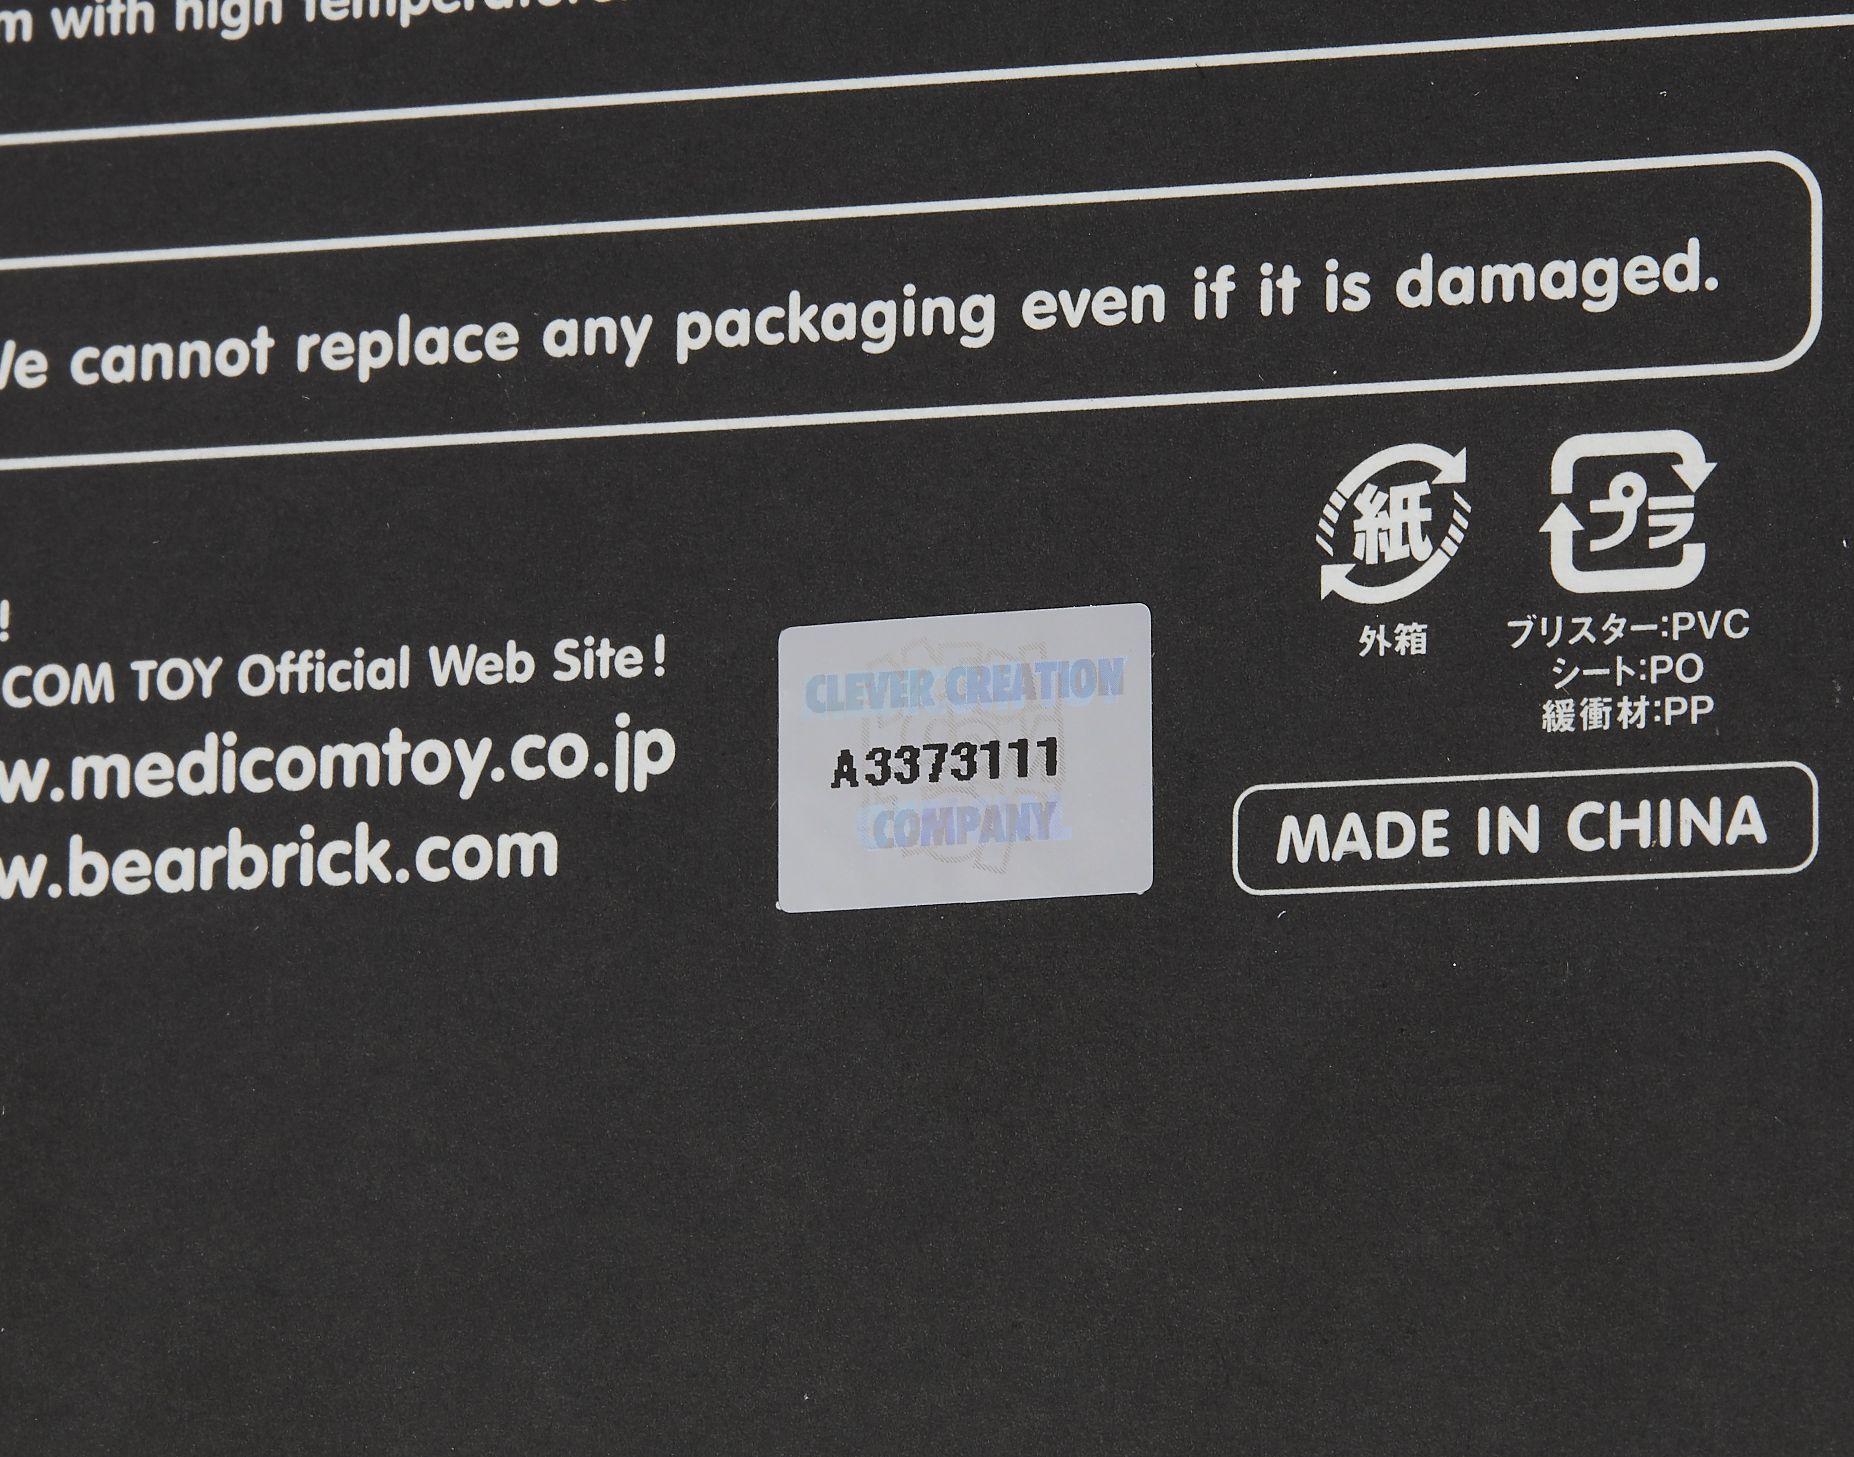 m with high temperature
We cannot replace any packaging even if it is damaged.
紙
プラ
外箱
ブリスター:PVC
シート:PO
緩衝材:PP
!
COM TOY Official Web Site!
w.medicomtoy.co.jp
w.bearbrick.com
CLEVER CREATION
A3373111
COMPANY
MADE IN CHINA